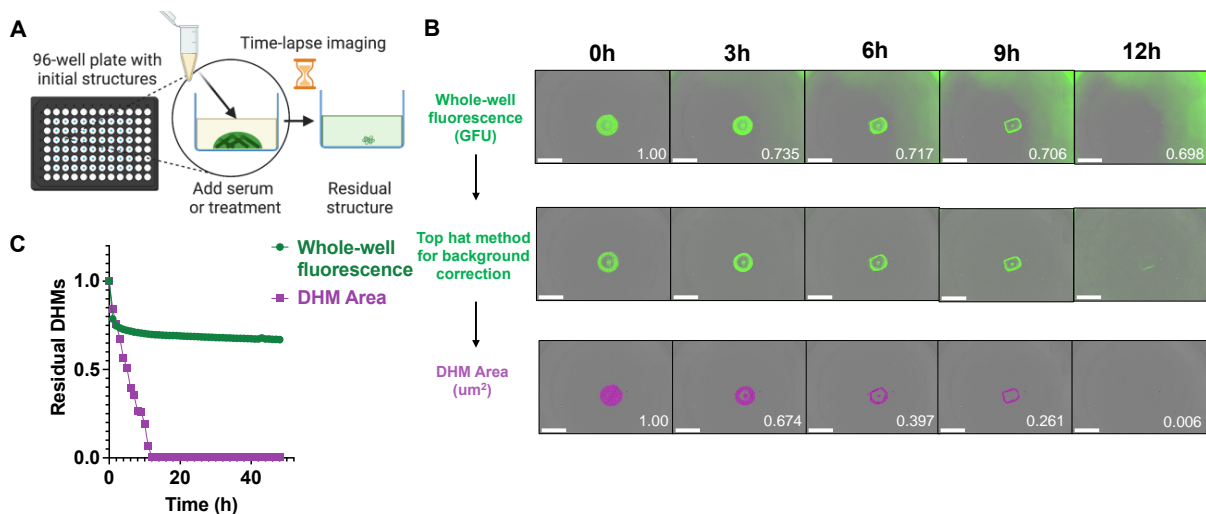 A
96-well plate with
initial structures
Time-lapse imaging
Add serum
or treatment
Residual
structure
B
0h
3h
6h
9h
12h
Whole-well
fluorescence
(GFU)
1.00
0.735
0.717
0.706
0.698
Top hat method
for background
correction
DHM Area
(um²)
1.00
0.674
0.397
0.261
0.006
C
Whole-well
fluorescence
DHM Area
Residual DHMs
1.0
0.5
0.0
0
20
40
Time (h)